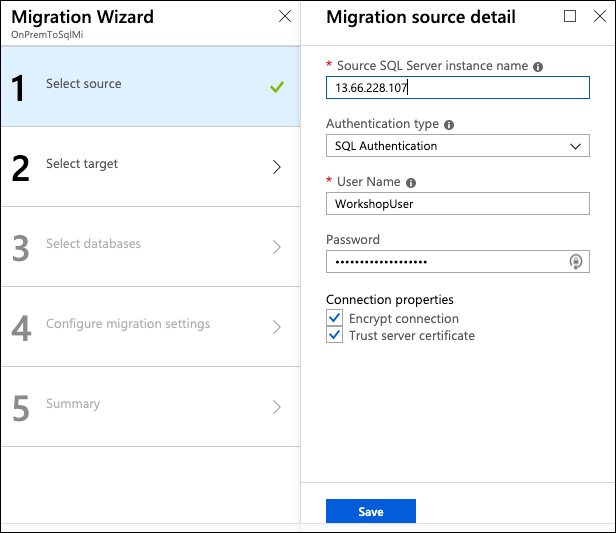 Migration Wizard
OnPremToSqlMi
1 Select source
2 Select target
3 Select databases
4 Configure migration settings
5 Summary
Migration source detail
* Source SQL Server instance name
13.66.228.107
Authentication type
SQL Authentication
* User Name
WorkshopUser
Password
•••••••••••••••••••
Connection properties
Encrypt connection
Trust server certificate
Save